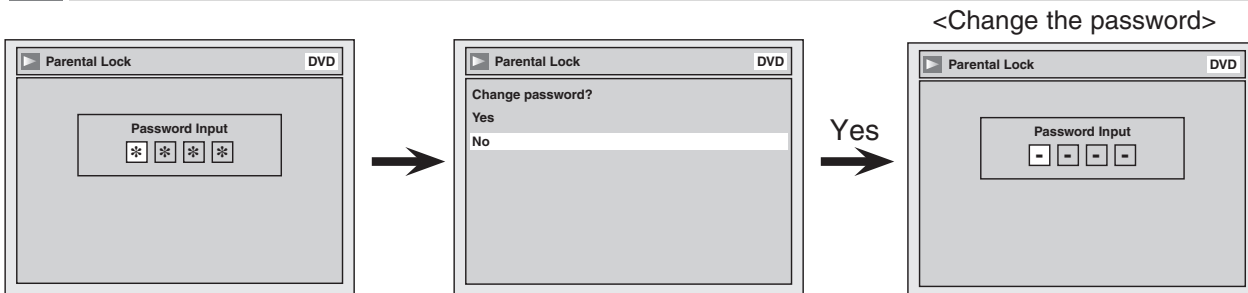 <Change the password>
Parental Lock DVD
Password Input
* * * *
Parental Lock DVD
Change password?
Yes
No
Yes
Parental Lock DVD
Password Input
- - - -